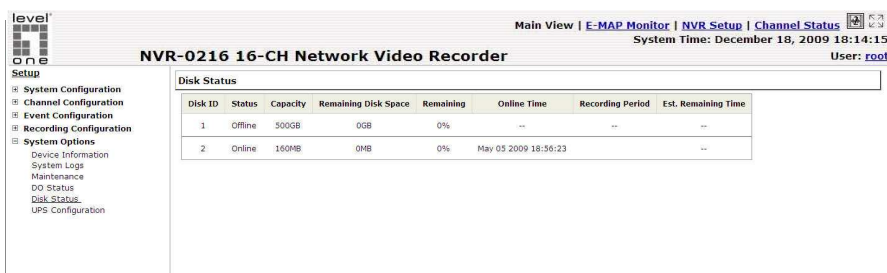 level
one
Main View | E-MAP Monitor | NVR Setup | Channel Status
System Time: December 18, 2009 18:14:15
NVR-0216 16-CH Network Video Recorder
User: root
Setup
System Configuration
Channel Configuration
Event Configuration
Recording Configuration
System Options
Device Information
System Logs
Maintenance
DO Status
Disk Status
UPS Configuration
Disk Status
Disk ID Status Capacity Remaining Disk Space Remaining Online Time Recording Period Est. Remaining Time
1 Offline 500GB 0GB 0% -- -- --
2 Online 160MB 0MB 0% May 05 2009 18:56:23 --